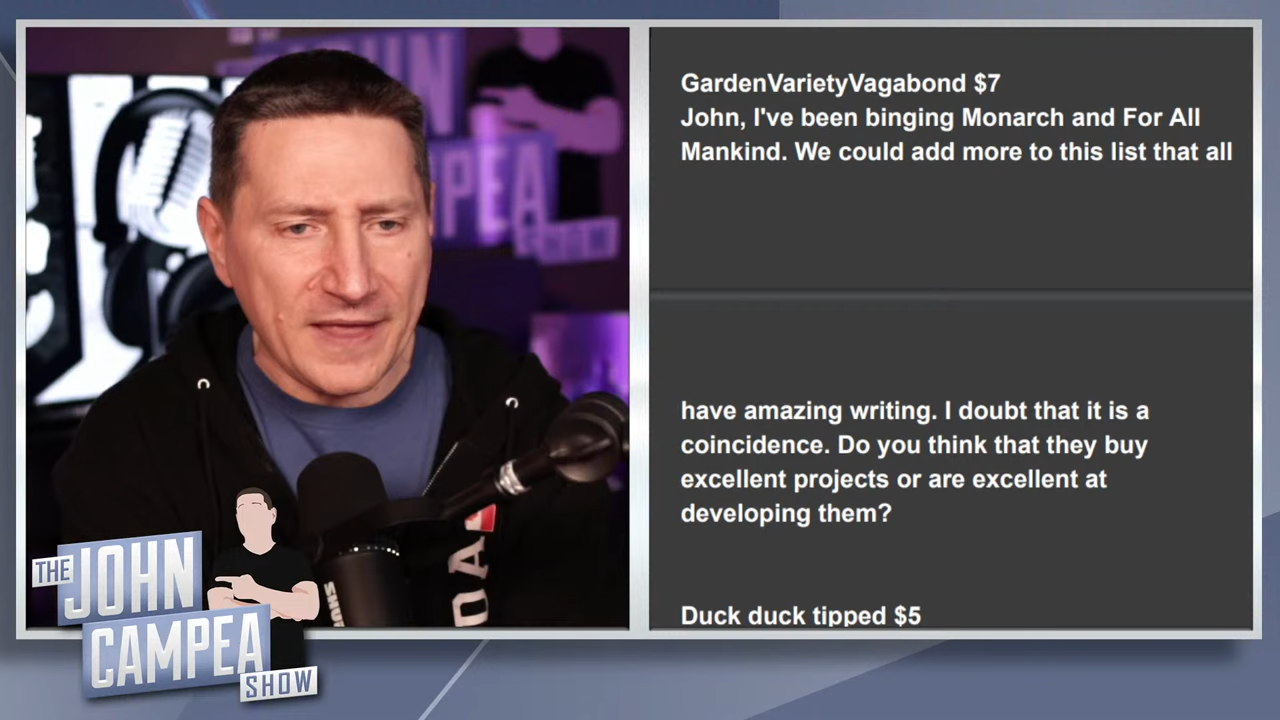 GardenVarietyVagabond $7
John, I've been binging Monarch and For All
Mankind. We could add more to this list that all
have amazing writing. I doubt that it is a
coincidence. Do you think that they buy
excellent projects or are excellent at
developing them?
Duck duck tipped $5
THE
JOHN
CAMPEA
SHOW